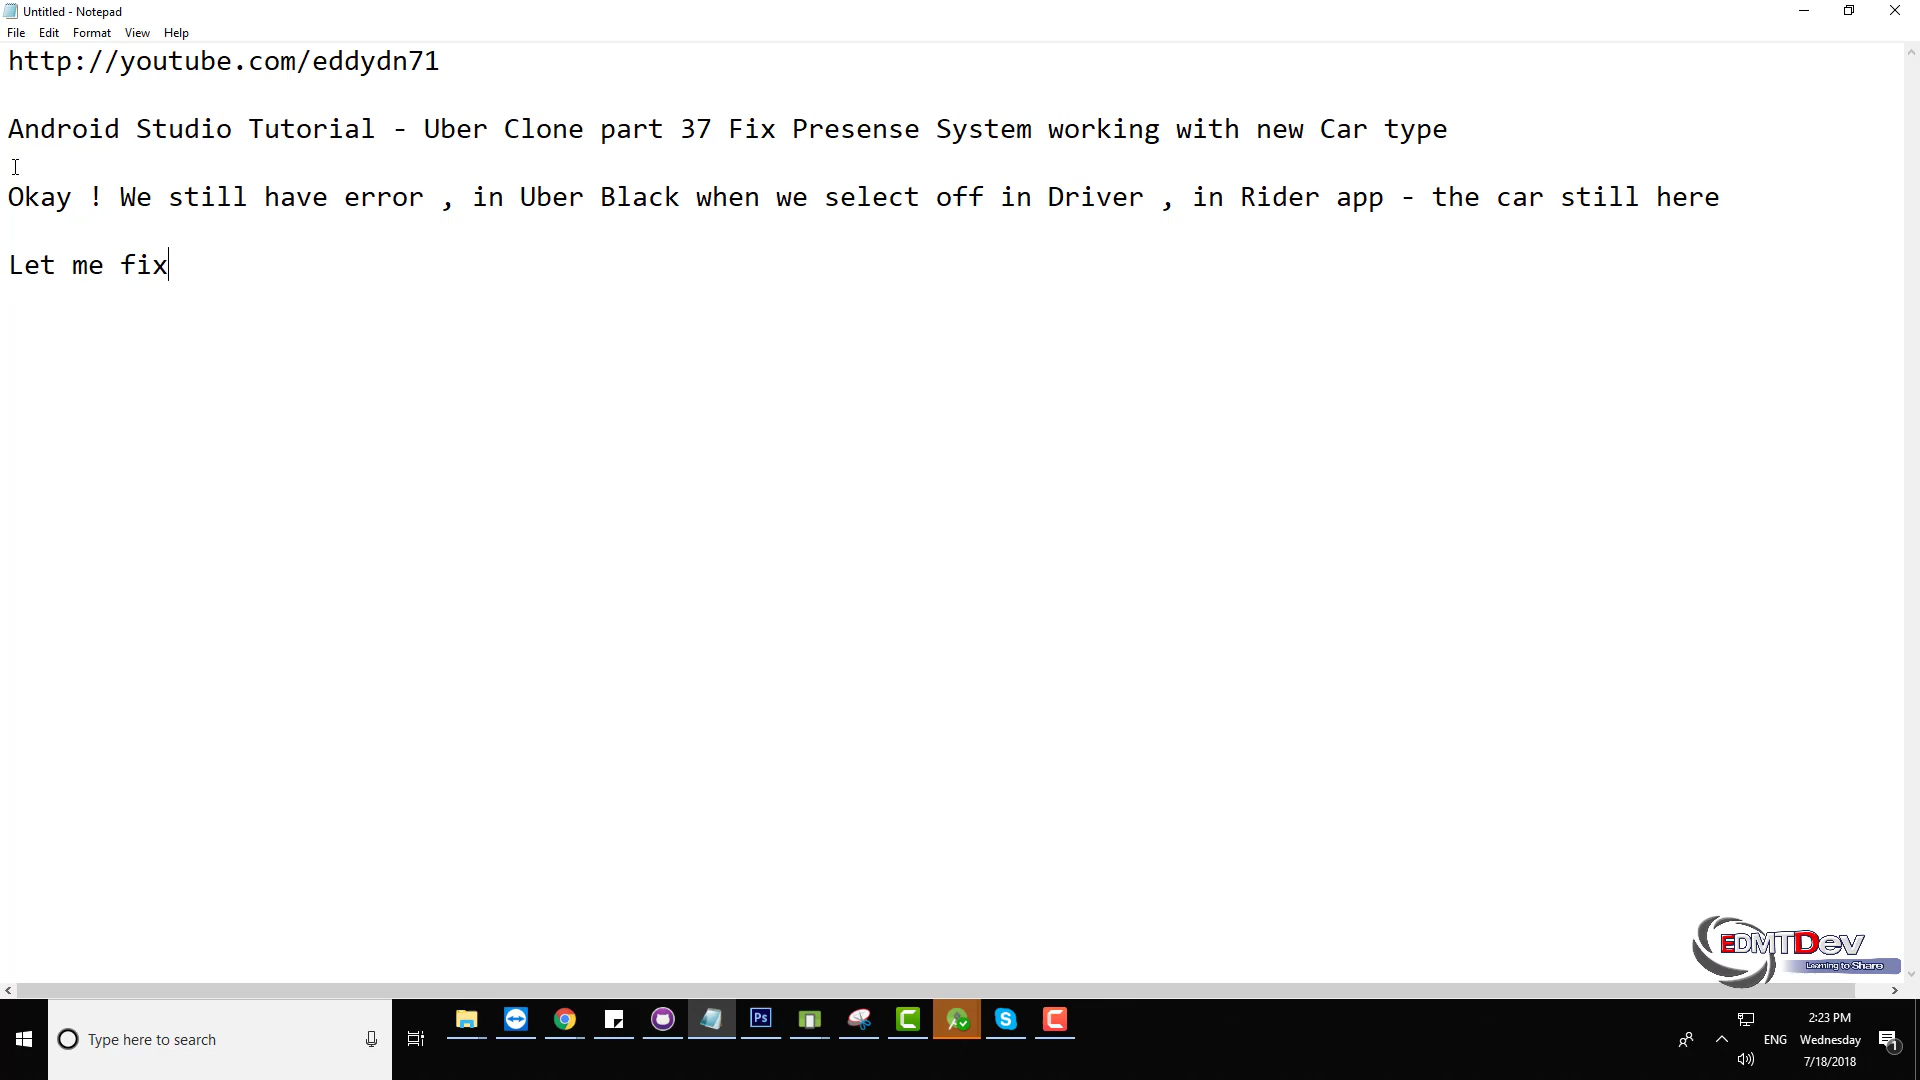 Untitled - Notepad
File Edit Format View Help
http://youtube.com/eddydn71
Android Studio Tutorial - Uber Clone part 37 Fix Presense System working with new Car type
Okay ! We still have error , in Uber Black when we select off in Driver , in Rider app - the car still here
Let me fix
EDMTDev
Learning to Share
Type here to search
Ps
ENG
2:23 PM
Wednesday
7/18/2018
1